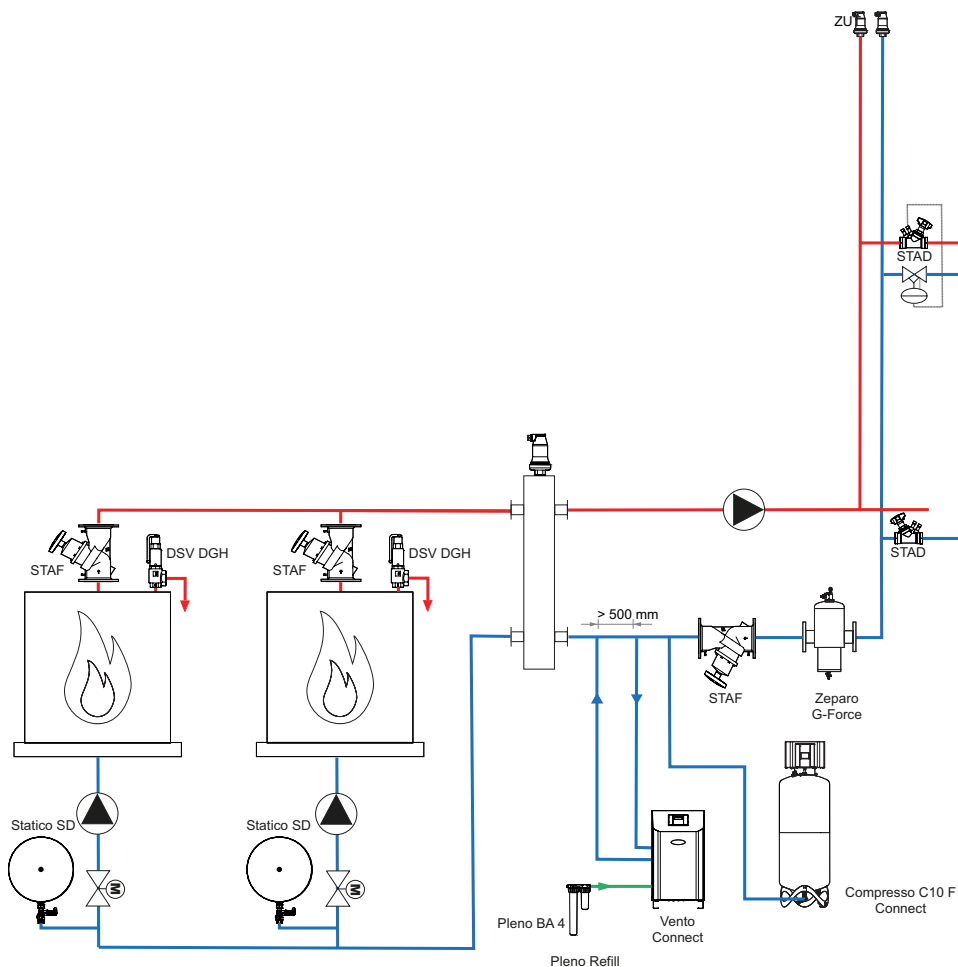 ZU
STAD
STAD
STAF
DSV DGH
STAF
DSV DGH
> 500 mm
STAF
Zeparo
G-Force
Statico SD
M
Statico SD
M
Pleno BA 4
Pleno Refill
Vento
Connect
Compresso C10 F
Connect